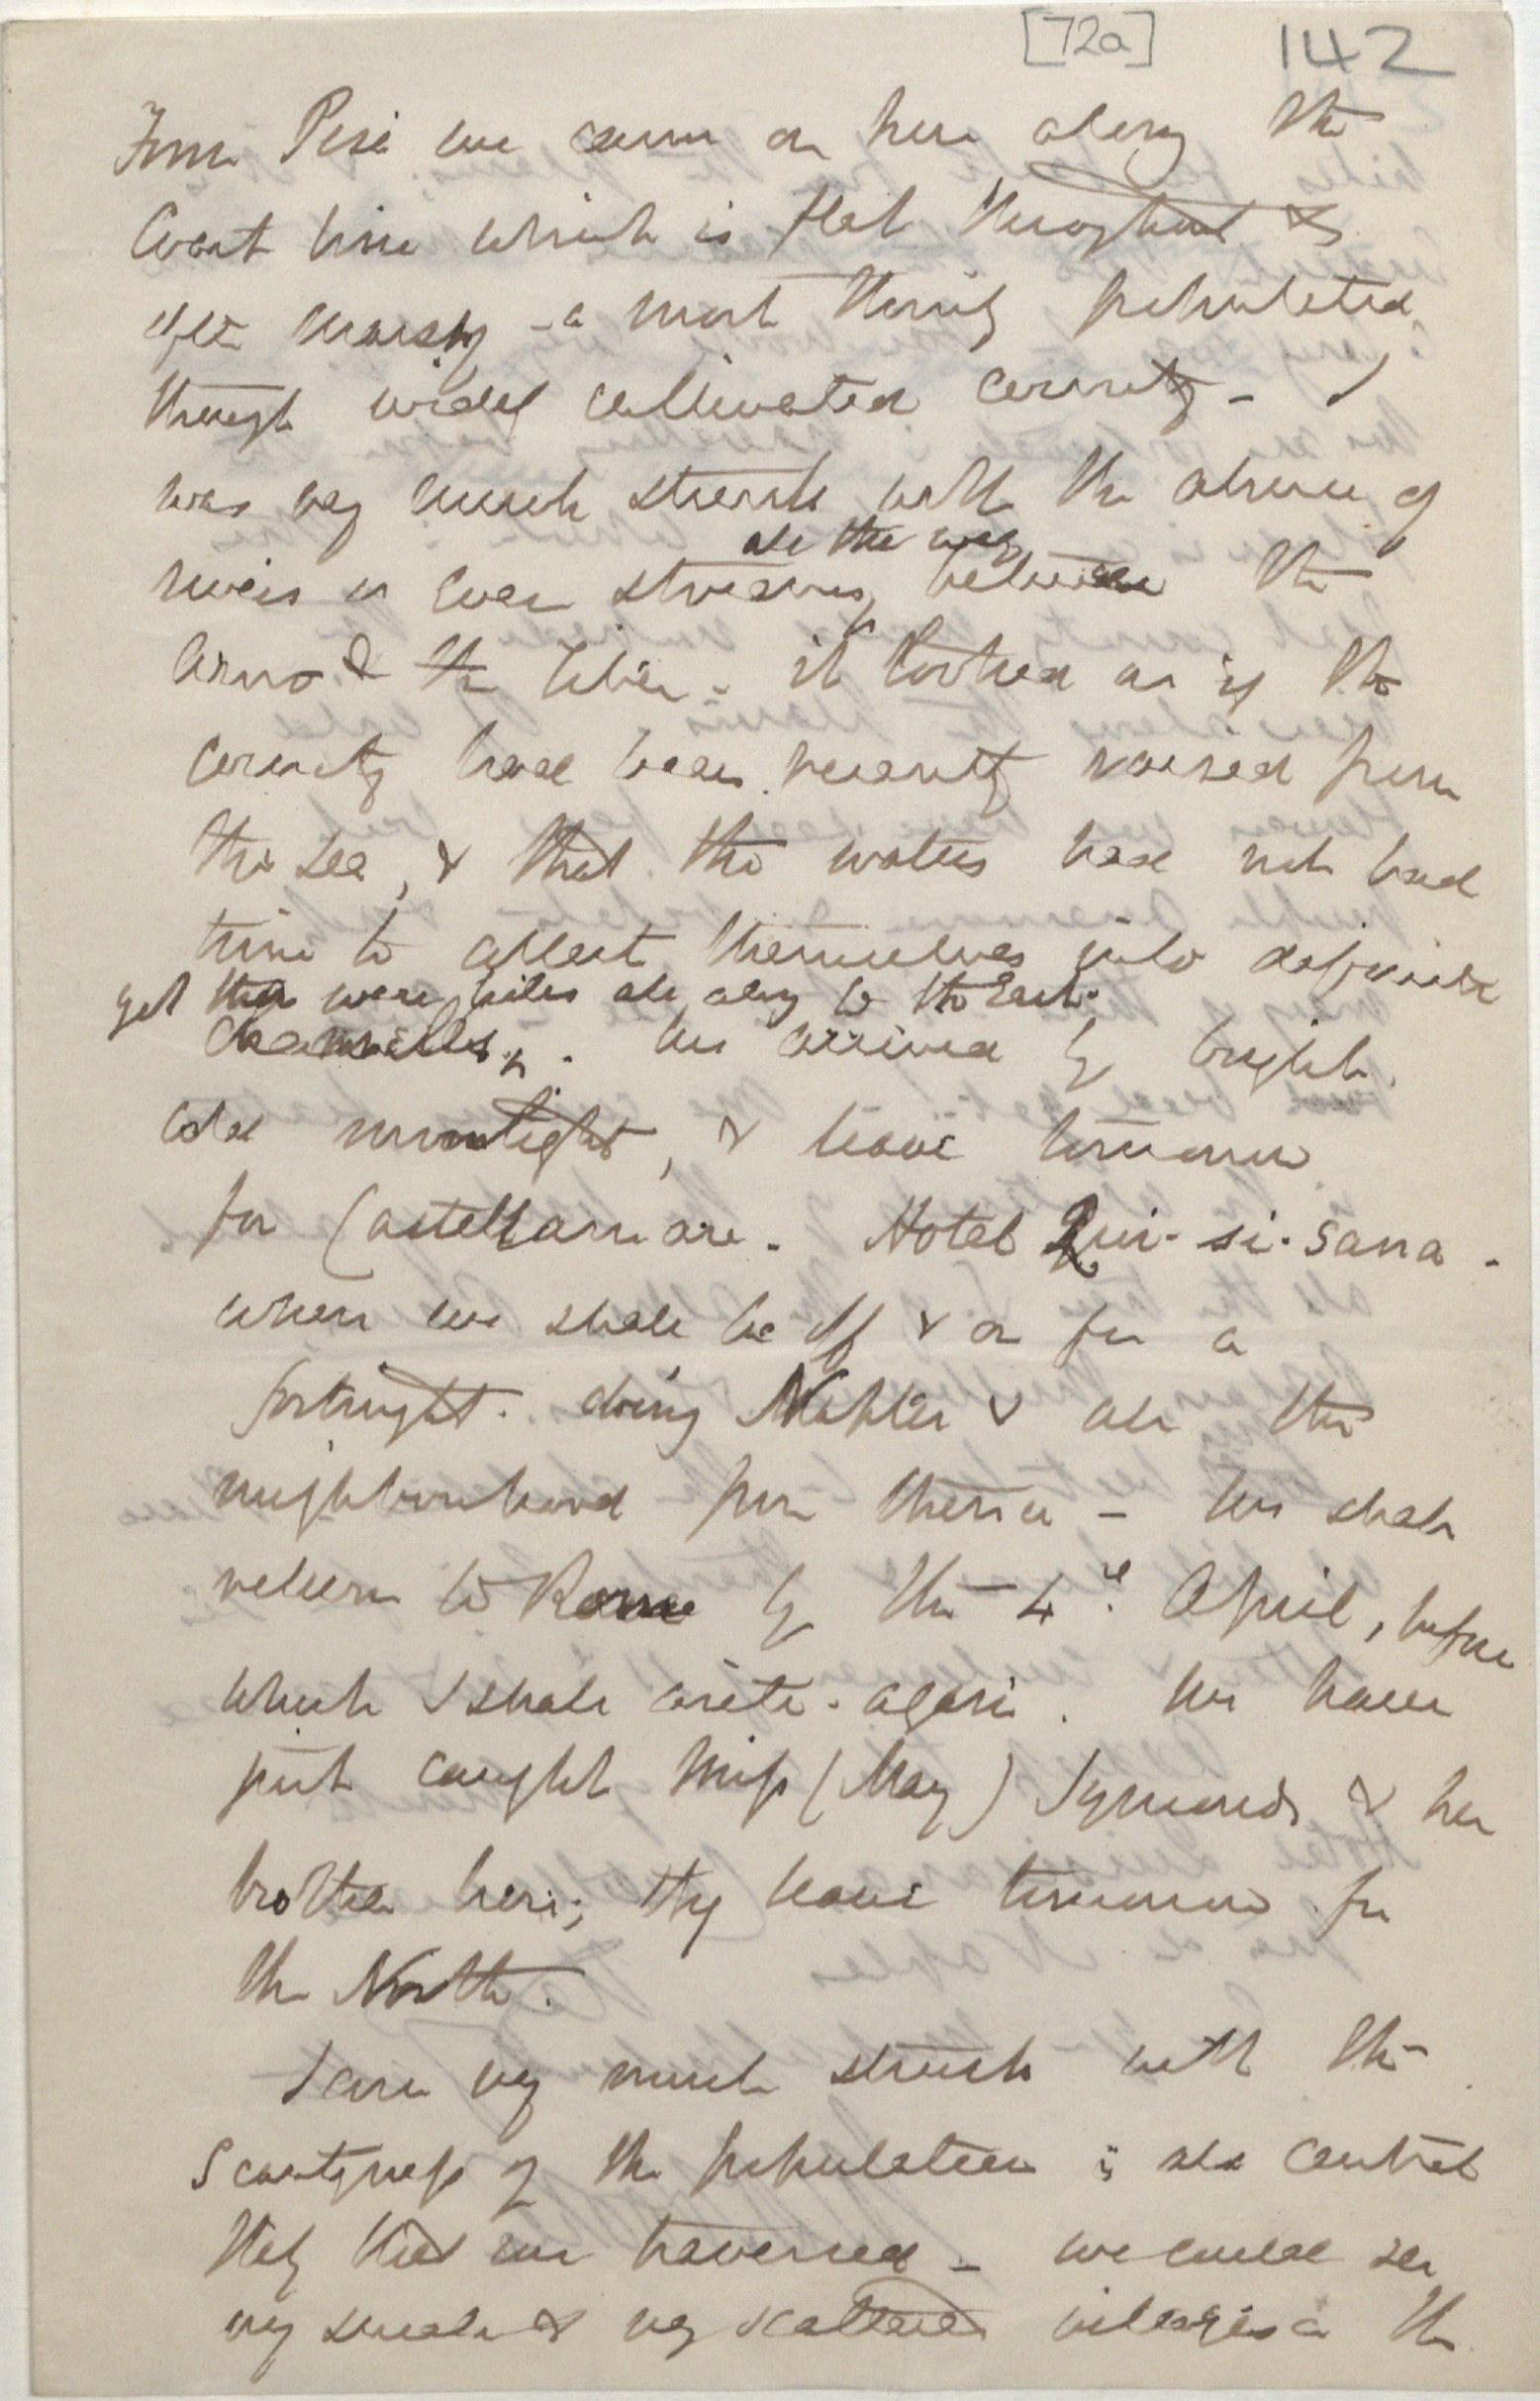 [72a] 142
From Pisa we came on here along the
Coast line which is flat throughout &
often marshy - a most thinly populated
though widely cultivated country - I
was very much struck with the absence of
rivers or even streams, all the way between the
Arno & the Tiber - it looked as if the
country had been recently raised from
the sea, & that the waters had not had
time to collect themselves into definite
yet there were hills all along to the East.
channels. We arrived by bright
cold moonlight, & leave tomorrow
for Castellamare. Hotel Qui-si-sana -
where we shall be off & on for a
fortnight. doing Naples & all the
neighbourhood from thence - We shall
return to Rome by the 4th April, before
which I shall write again. We have
just caught Miss (May) Symonds & her
brother here; they leave tomorrow for
the North.
I am very much struck with the
Scantyness of the population in all central
Italy that we traversed - we could see
very small & very scattered villages in the